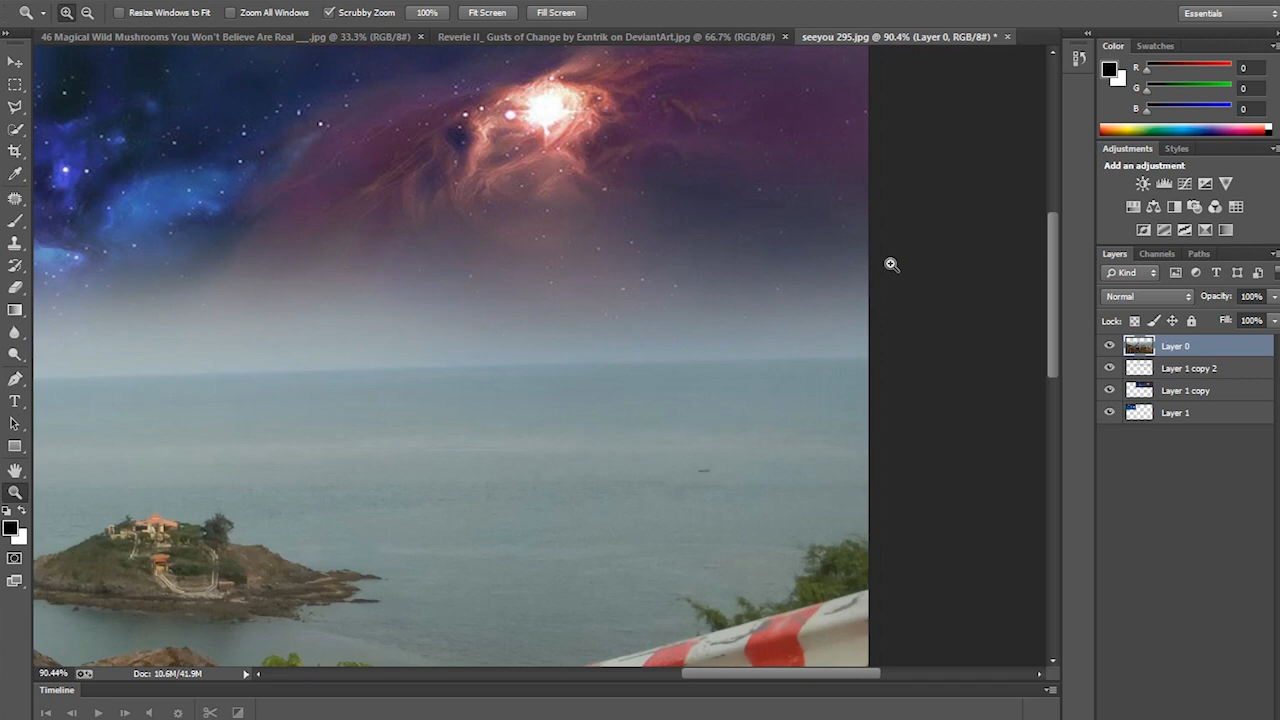 Resize Windows to Fit Zoom All Windows Scrubby Zoom 100% Fit Screen Fill Screen Essentials
46 Magical Wild Mushrooms You Won't Believe Are Real ___.jpg @ 33.3% (RGB/8#) × Reverie II_ Gusts of Change by Exntrik on DeviantArt.jpg @ 66.7% (RGB/8#) × seeyou 295.jpg @ 90.4% (Layer 0, RGB/8#) * ×
Color Swatches
R 0
G 0
B 0
Adjustments Styles
Add an adjustment
Layers Channels Paths
Kind
Normal Opacity: 100%
Lock: Fill: 100%
Layer 0
Layer 1 copy 2
Layer 1 copy
Layer 1
90.44% Doc: 10.6M/41.9M
Timeline